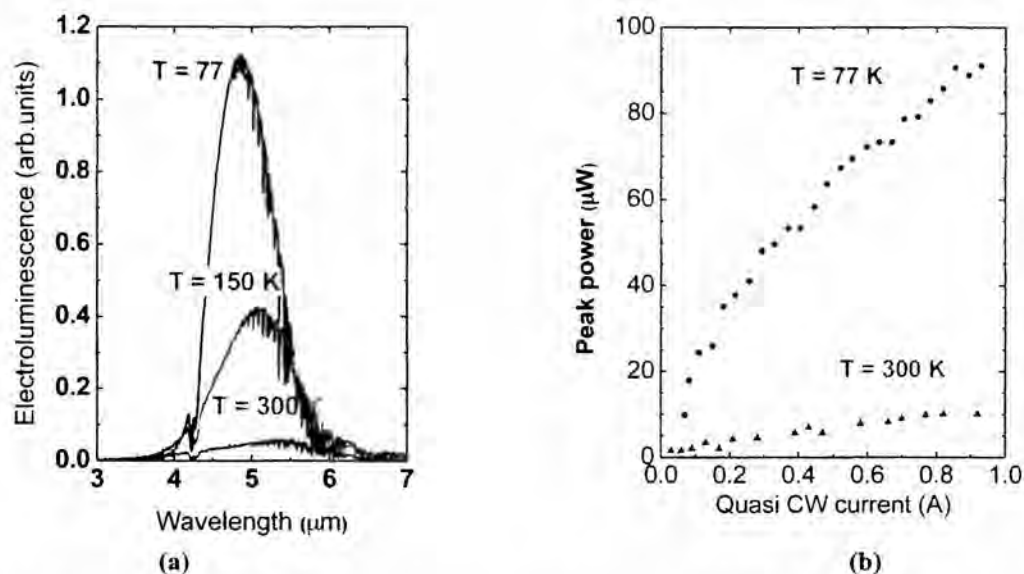 Electroluminescence (arb.units)
1.2
1.0
0.8
0.6
0.4
0.2
0.0
T = 77
T = 150 K
T = 300
3 4 5 6 7
Wavelength (μm)
(a)
Peak power (μW)
100
80
60
40
20
0
T = 77 K
T = 300 K
0.0 0.2 0.4 0.6 0.8 1.0
Quasi CW current (A)
(b)